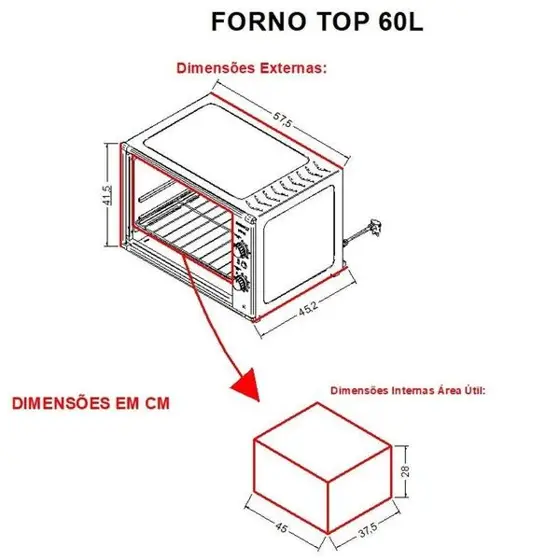 FORNO TOP 60L
Dimensões Externas:
57,5
41,5
45,2
DIMENSÕES EM CM
Dimensões Internas Área Útil:
28
45
37,5